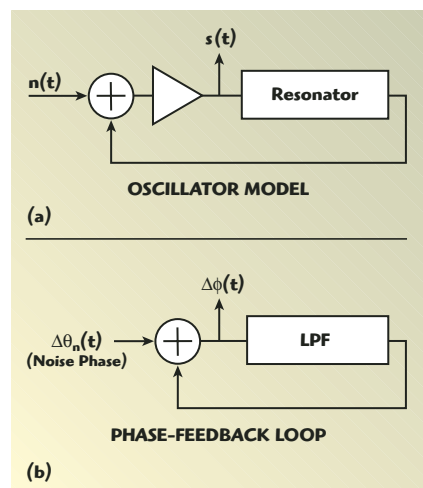 s(t)
n(t)
Resonator
OSCILLATOR MODEL
(a)
Δϕ(t)
Δθn(t)
(Noise Phase)
LPF
PHASE-FEEDBACK LOOP
(b)